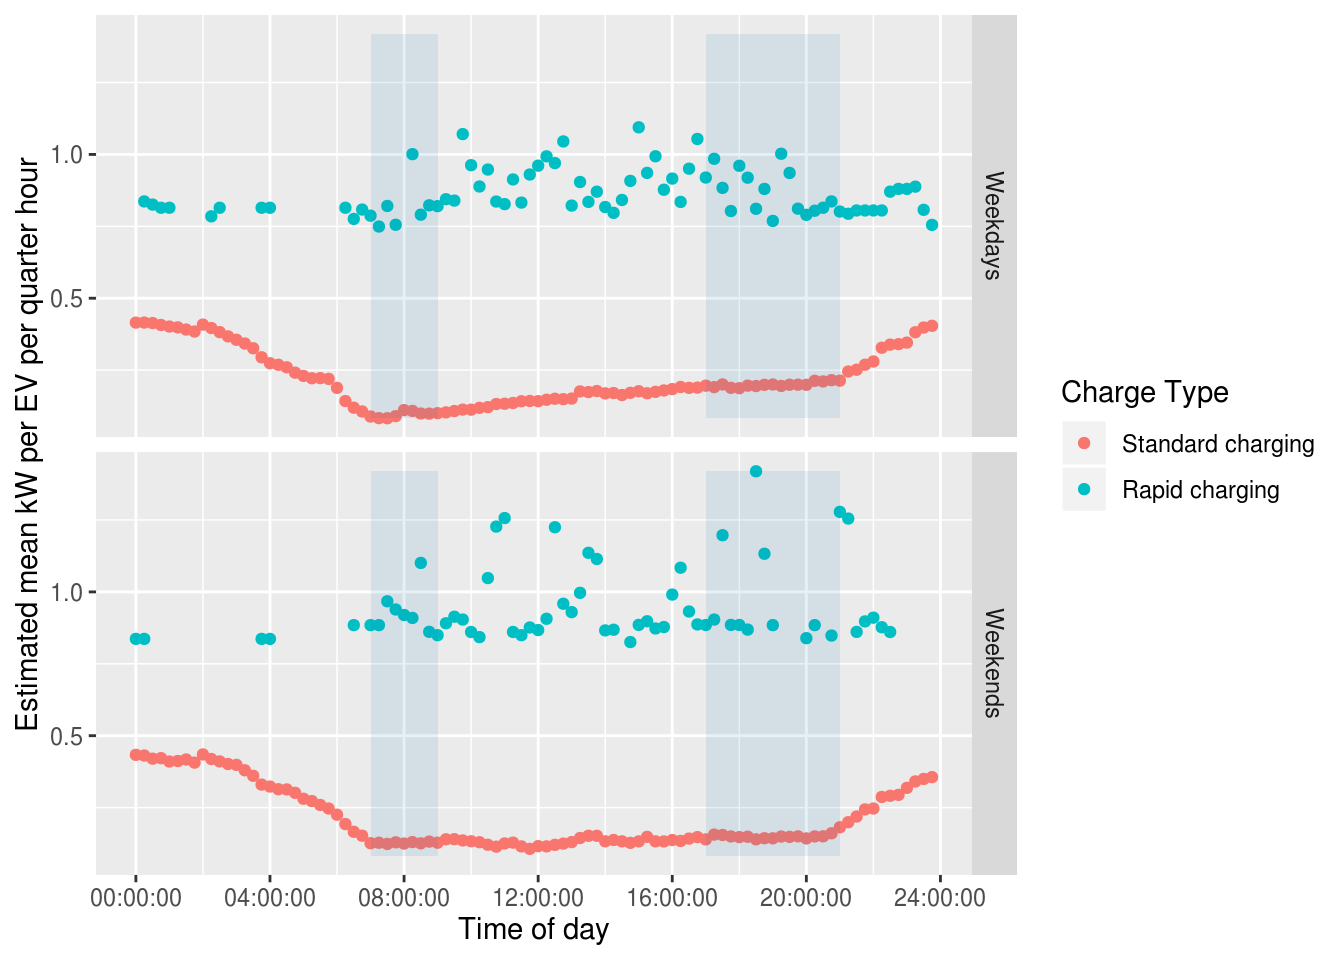 Estimated mean kW per EV per quarter hour
1.0
0.5
Weekdays
1.0
0.5
Weekends
00:00:00 04:00:00 08:00:00 12:00:00 16:00:00 20:00:00 24:00:00
Time of day
Charge Type
Standard charging
Rapid charging